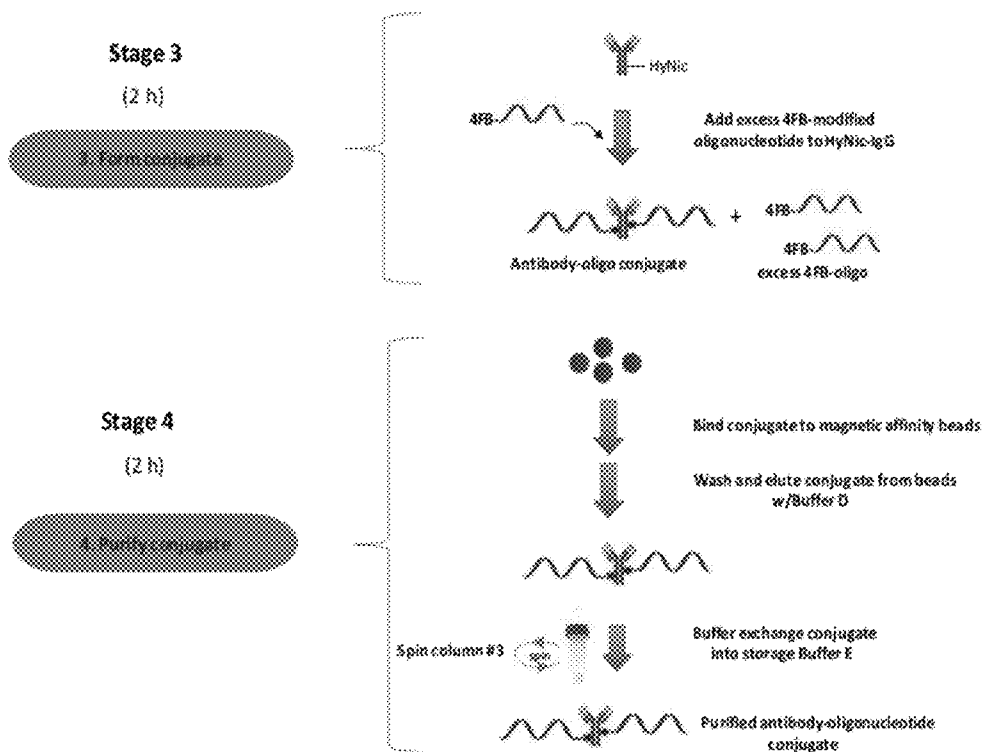 Stage 3
(2 h)
3. Form conjugate
HyNic
4FB-
Add excess 4FB-modified
oligonucleotide to HyNic-IgG
+
4FB-
4FB-
Antibody-oligo conjugate
excess 4FB-oligo
Stage 4
(2 h)
4. Purify conjugate
Bind conjugate to magnetic affinity beads
Wash and elute conjugate from beads
w/Buffer D
Spin column #3
spin
Buffer exchange conjugate
into storage Buffer E
Purified antibody-oligonucleotide
conjugate